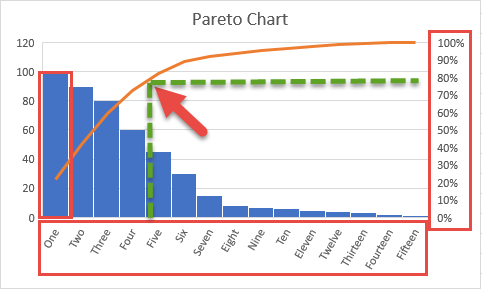 Pareto Chart
120
100
80
60
40
20
0
100%
90%
80%
70%
60%
50%
40%
30%
20%
10%
0%
One
Two
Three
Four
Five
Six
Seven
Eight
Nine
Ten
Eleven
Twelve
Thirteen
Fourteen
Fifteen